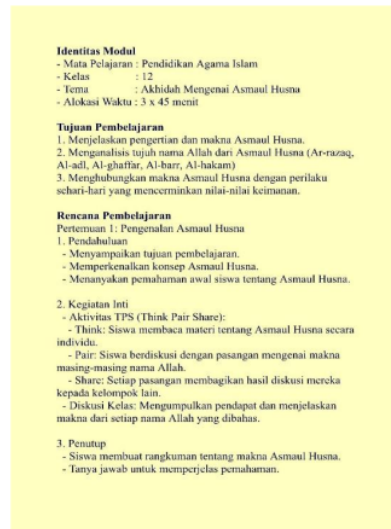 Identitas Modul
- Mata Pelajaran : Pendidikan Agama Islam
- Kelas : 12
- Tema : Akhidah Mengenai Asmaul Husna
- Alokasi Waktu : 3 x 45 menit
Tujuan Pembelajaran
1. Menjelaskan pengertian dan makna Asmaul Husna.
2. Menganalisis tujuh nama Allah dari Asmaul Husna (Ar-razaq,
Al-adl, Al-ghaffar, Al-barr, Al-hakam)
3. Menghubungkan makna Asmaul Husna dengan perilaku
sehari-hari yang mencerminkan nilai-nilai keimanan.
Rencana Pembelajaran
Pertemuan 1: Pengenalan Asmaul Husna
1. Pendahuluan
- Menyampaikan tujuan pembelajaran.
- Memperkenalkan konsep Asmaul Husna.
- Menanyakan pemahaman awal siswa tentang Asmaul Husna.
2. Kegiatan Inti
- Aktivitas TPS (Think Pair Share):
- Think: Siswa membaca materi tentang Asmaul Husna secara
individu.
- Pair: Siswa berdiskusi dengan pasangan mengenai makna
masing-masing nama Allah.
- Share: Setiap pasangan membagikan hasil diskusi mereka
kepada kelompok lain.
- Diskusi Kelas: Mengumpulkan pendapat dan menjelaskan
makna dari setiap nama Allah yang dibahas.
3. Penutup
- Siswa membuat rangkuman tentang makna Asmaul Husna.
- Tanya jawab untuk memperjelas pemahaman.